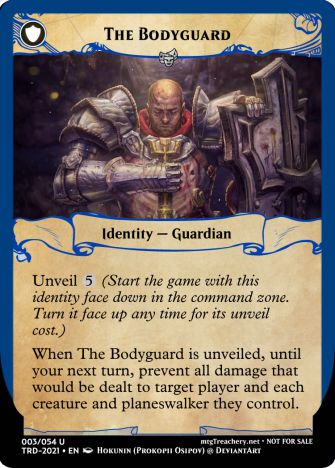 THE BODYGUARD
Identity — Guardian
Unveil 5 (Start the game with this
identity face down in the command zone.
Turn it face up any time for its unveil
cost.)
When The Bodyguard is unveiled, until
your next turn, prevent all damage that
would be dealt to target player and each
creature and planeswalker they control.
003/054 U
mtgTreachery.net • NOT FOR SALE
TRD-2021 • EN HOKUNIN (PROKOPII OSIPOV) @ DEVIANTART